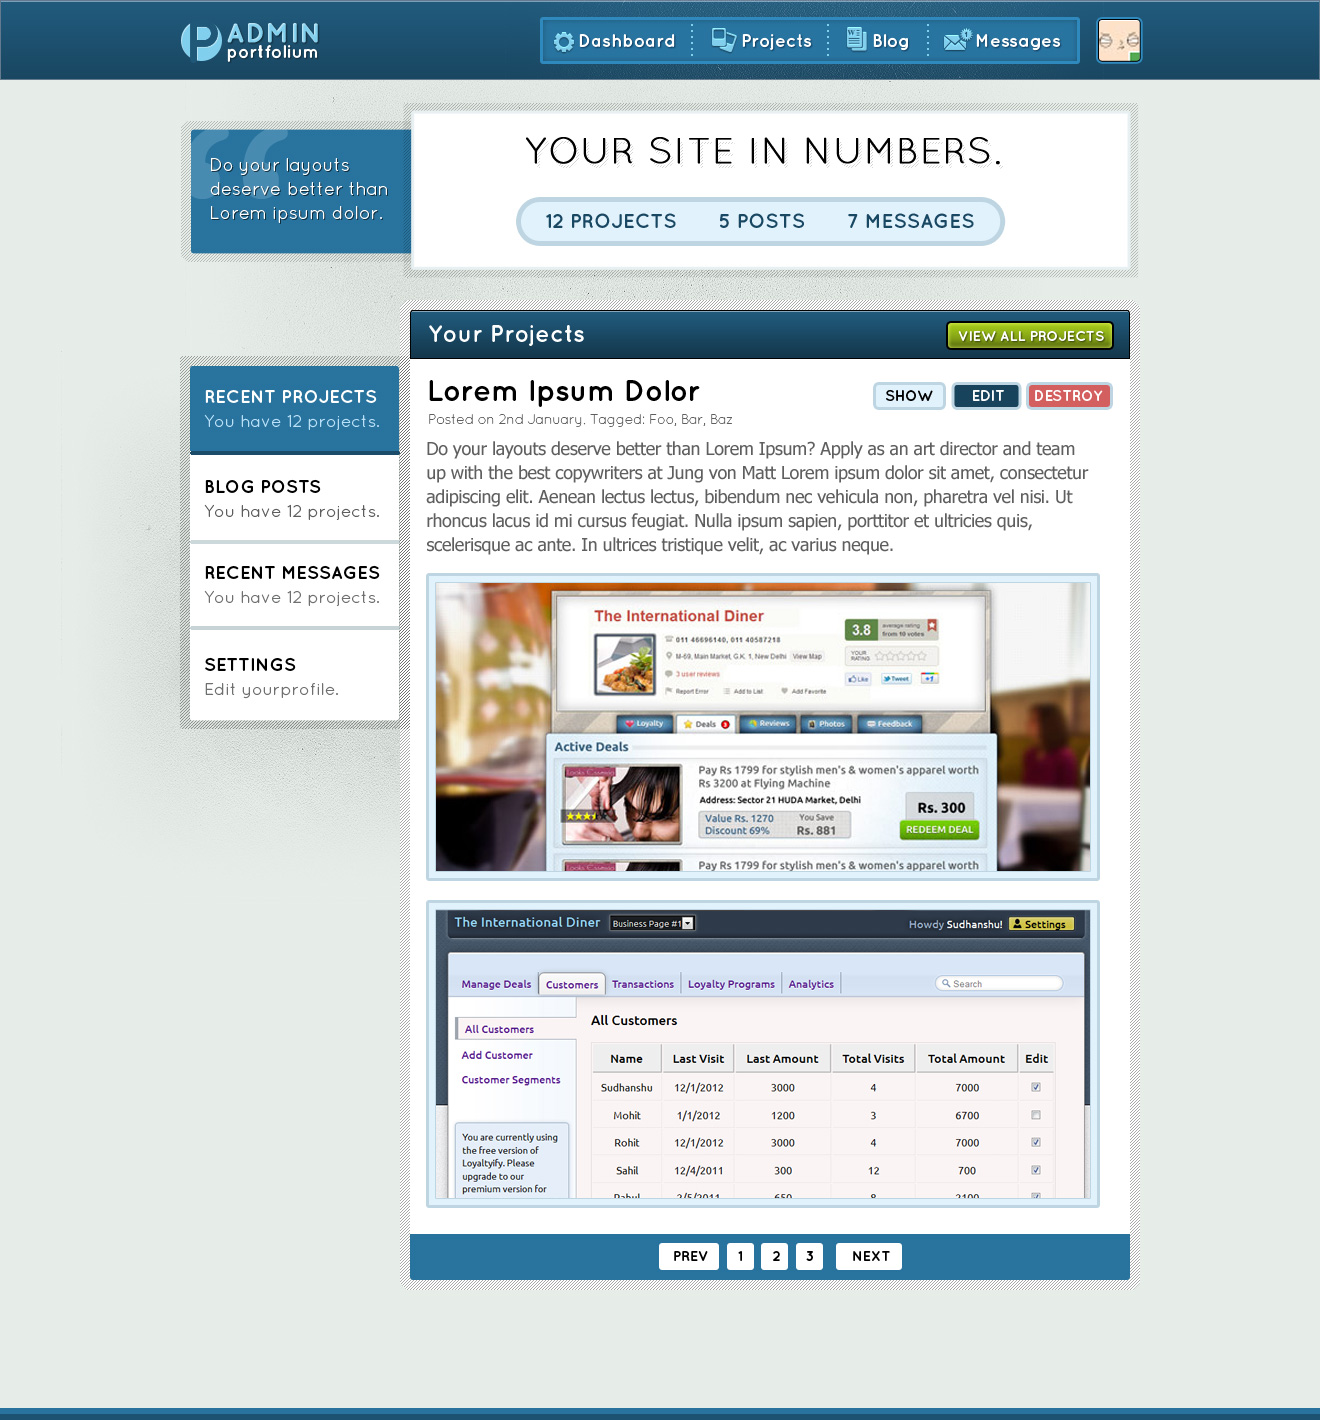 ADMIN
portfolium
Dashboard
Projects
Blog
Messages
Do your layouts
deserve better than
Lorem ipsum dolor.
YOUR SITE IN NUMBERS.
12 PROJECTS 5 POSTS 7 MESSAGES
Your Projects
VIEW ALL PROJECTS
RECENT PROJECTS
You have 12 projects.
BLOG POSTS
You have 12 projects.
RECENT MESSAGES
You have 12 projects.
SETTINGS
Edit yourprofile.
Lorem Ipsum Dolor
SHOW EDIT DESTROY
Posted on 2nd January. Tagged: Foo, Bar, Baz
Do your layouts deserve better than Lorem Ipsum? Apply as an art director and team
up with the best copywriters at Jung von Matt Lorem ipsum dolor sit amet, consectetur
adipiscing elit. Aenean lectus lectus, bibendum nec vehicula non, pharetra vel nisi. Ut
rhoncus lacus id mi cursus feugiat. Nulla ipsum sapien, porttitor et ultricies quis,
scelerisque ac ante. In ultrices tristique velit, ac varius neque.
The International Diner
011 46696140, 011 40587218
M-69, Main Market, G.K. 1, New Delhi View Map
3 user reviews
Report Error Add to List Add Favorite
3.8
average rating
from 10 votes
YOUR
RATING
Like Tweet +1
Loyalty Deals 3 Reviews Photos Feedback
Active Deals
Pay Rs 1799 for stylish men's & women's apparel worth
Rs 3200 at Flying Machine
Address: Sector 21 HUDA Market, Delhi
Value Rs. 1270 You Save
Discount 69% Rs. 881
Rs. 300
REDEEM DEAL
Pay Rs 1799 for stylish men's & women's apparel worth
The International Diner Business Page #1
Howdy Sudhanshu! Settings
Manage Deals Customers Transactions Loyalty Programs Analytics
Search
All Customers
Add Customer
Customer Segments
You are currently using
the free version of
Loyaltyify. Please
upgrade to our
premium version for
All Customers
Name Last Visit Last Amount Total Visits Total Amount Edit
Sudhanshu 12/1/2012 3000 4 7000
Mohit 1/1/2012 1200 3 6700
Rohit 12/1/2012 3000 4 7000
Sahil 12/4/2011 300 12 700
Rahul 2/5/2011 650 8 2100
PREV 1 2 3 NEXT